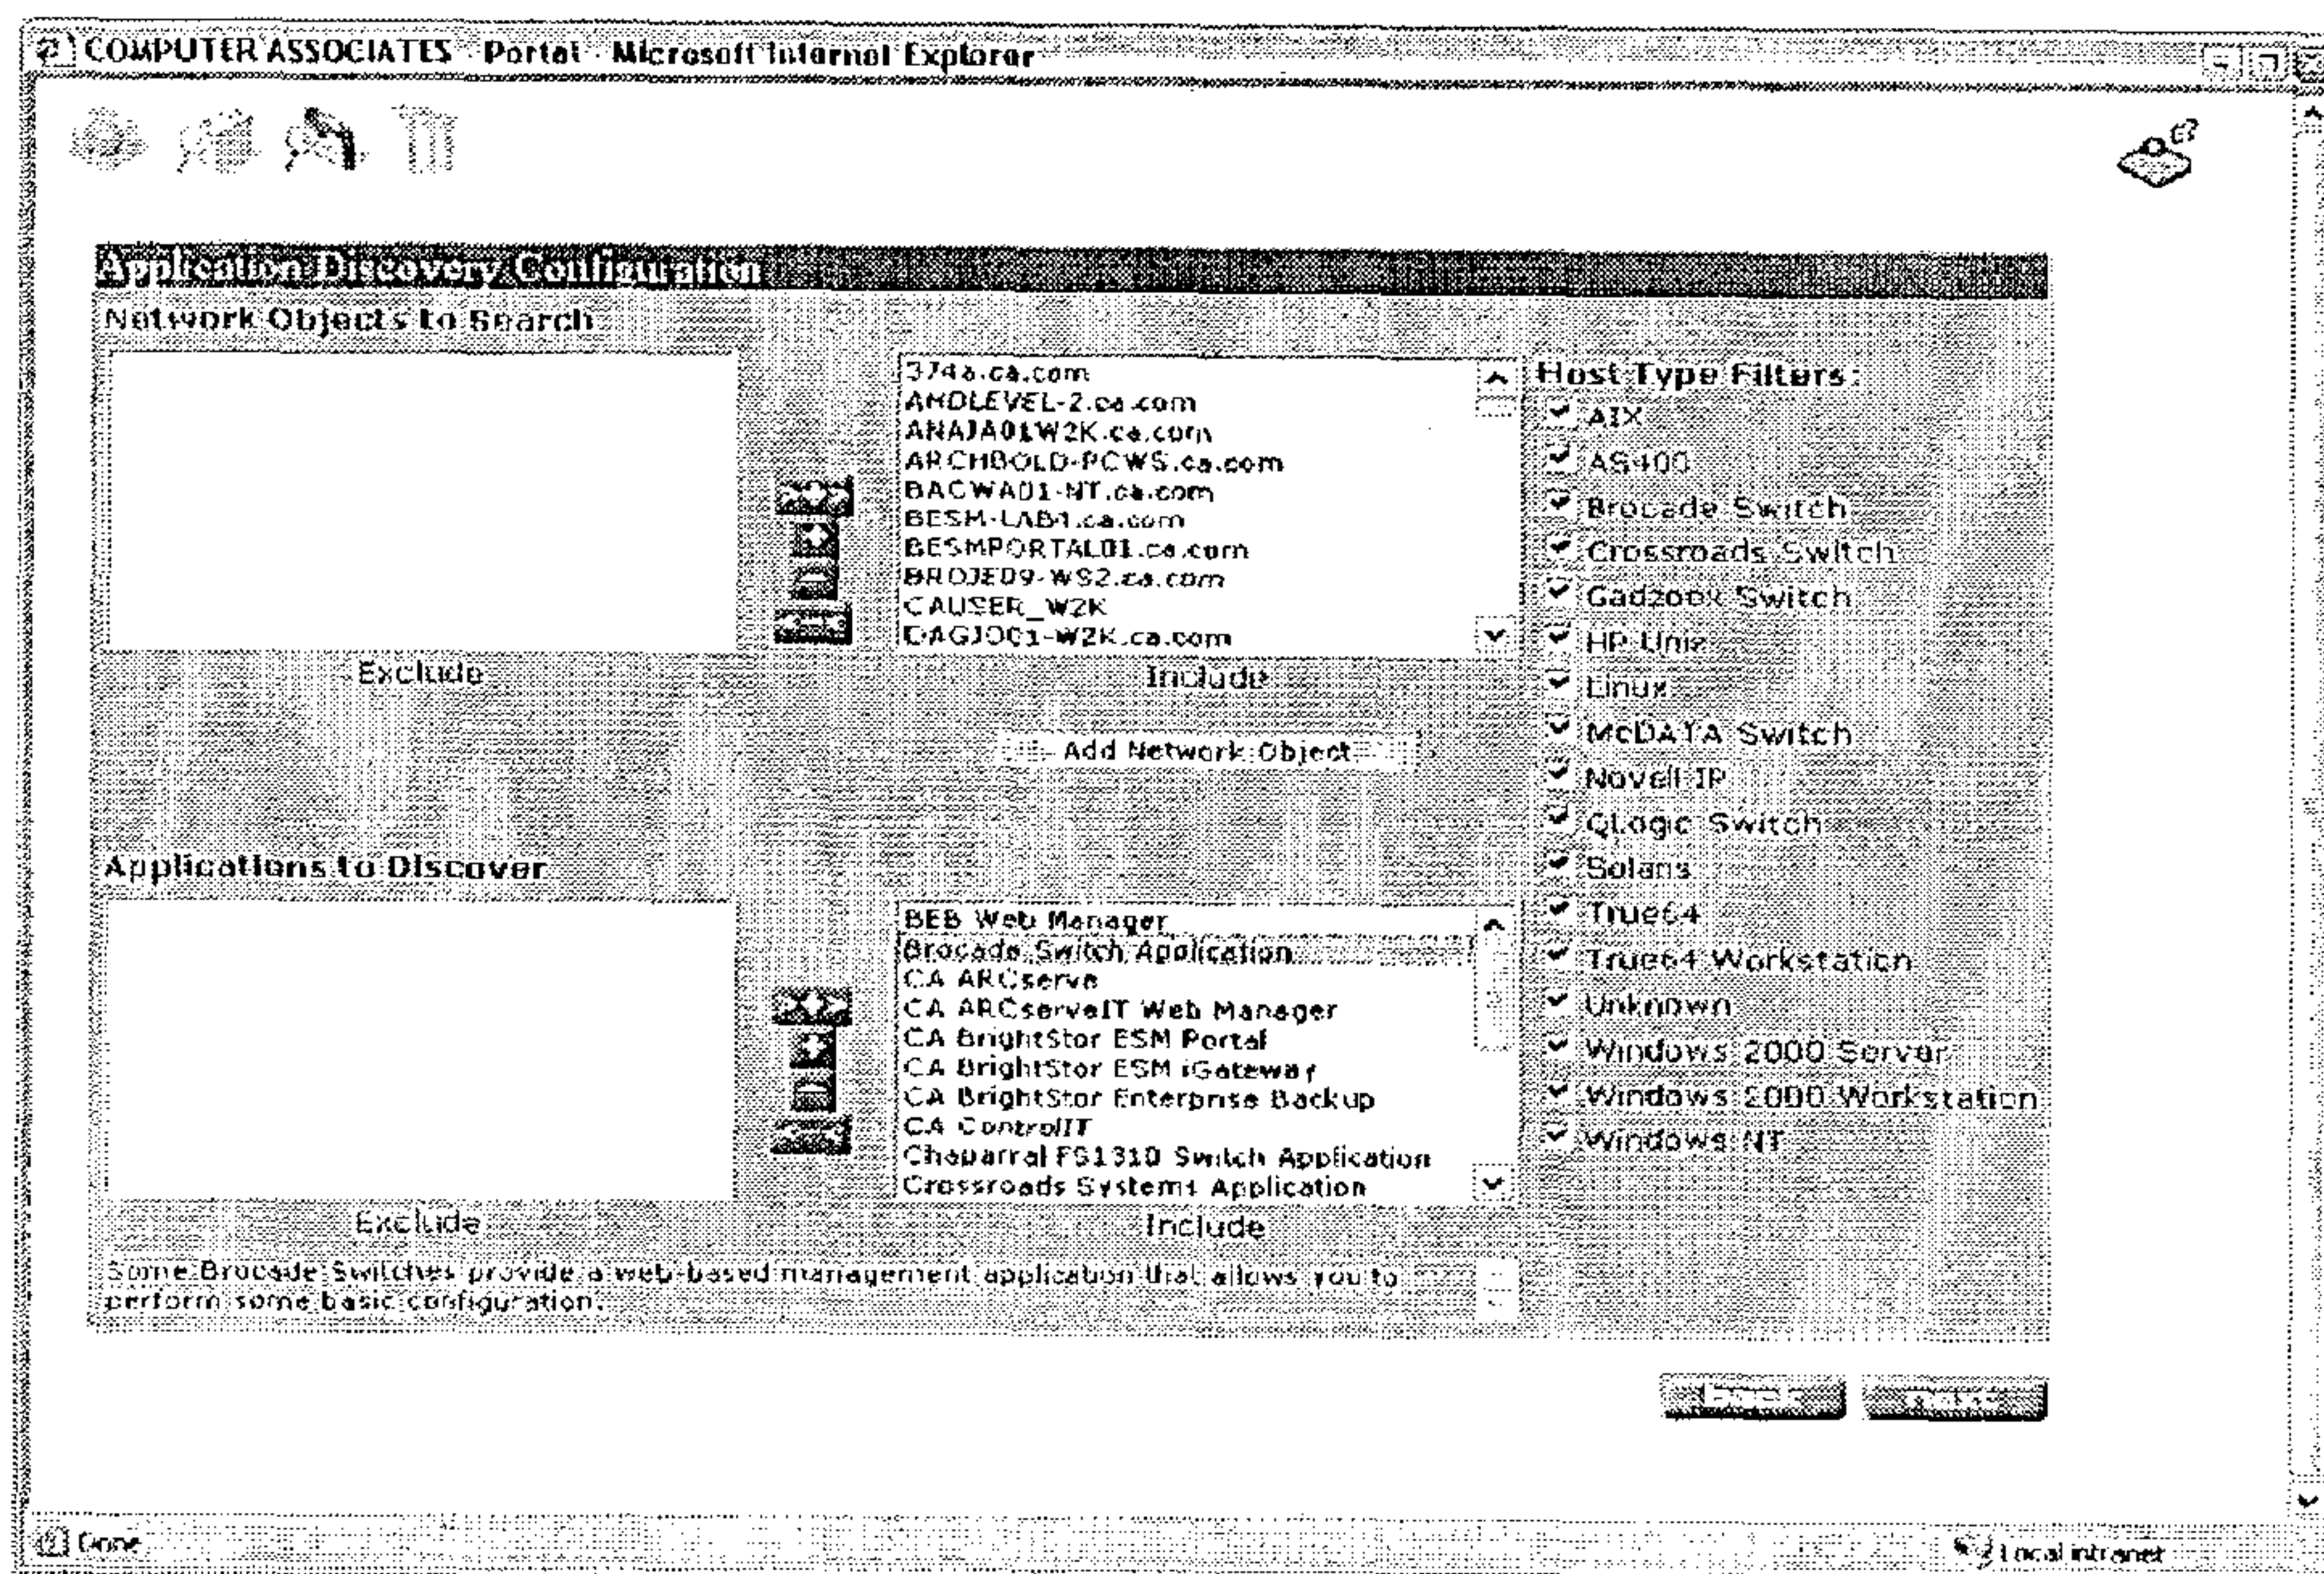 COMPUTER ASSOCIATES - Portal - Microsoft Internet Explorer
Application Discovery Configuration
Network Objects to Search
374a.ca.com
AHDLEVEL-2.ca.com
ANAJA01W2K.ca.com
ARCHBOLD-PCWS.ca.com
BACWA01-NT.ca.com
BESM-LAB4.ca.com
BESMPORTAL01.ca.com
BROJE09-WS2.ca.com
CAUSER_W2K
DAGJO01-W2K.ca.com
Exclude
Include
Add Network Object
Host Type Filters:
AIX
AS400
Brocade Switch
Crossroads Switch
Gadzoox Switch
HP Unix
Linux
McDATA Switch
Novell IP
QLogic Switch
Solaris
True64
True64 Workstation
Unknown
Windows 2000 Server
Windows 2000 Workstation
Windows NT
Applications to Discover
BEB Web Manager
Brocade Switch Application
CA ARCserve
CA ARCserveIT Web Manager
CA BrightStor ESM Portal
CA BrightStor ESM iGateway
CA BrightStor Enterprise Backup
CA ControlIT
Chaparral FS1310 Switch Application
Crossroads Systems Application
Exclude
Include
Some Brocade Switches provide a web-based management application that allows you to
perform some basic configuration.
back
next
Done
Local intranet